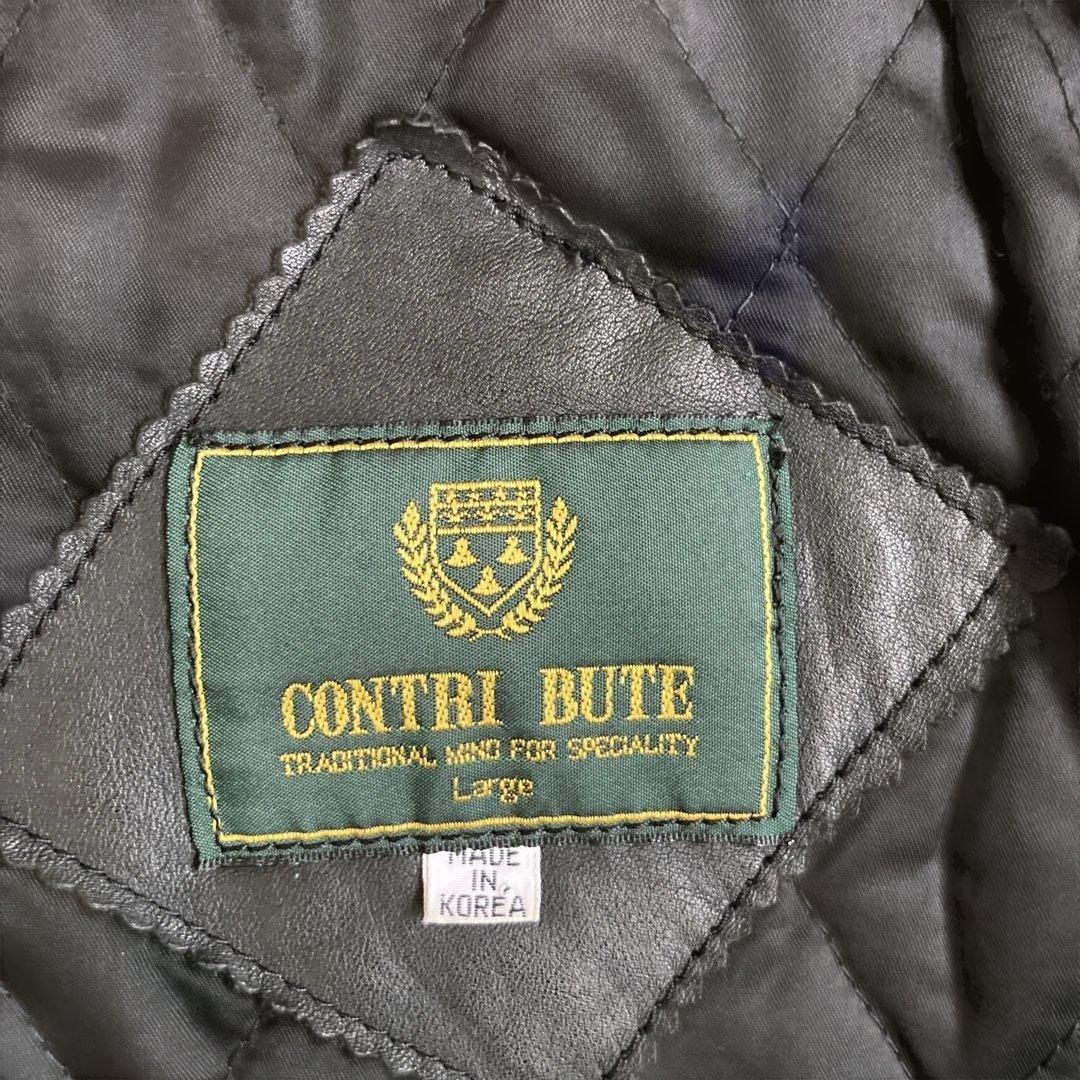 CONTRI BUTE
TRADITIONAL MIND FOR SPECIALITY
Large
MADE
IN
KOREA